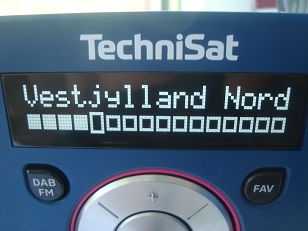 TechniSat
Vestjylland Nord
DAB
FM
FAV